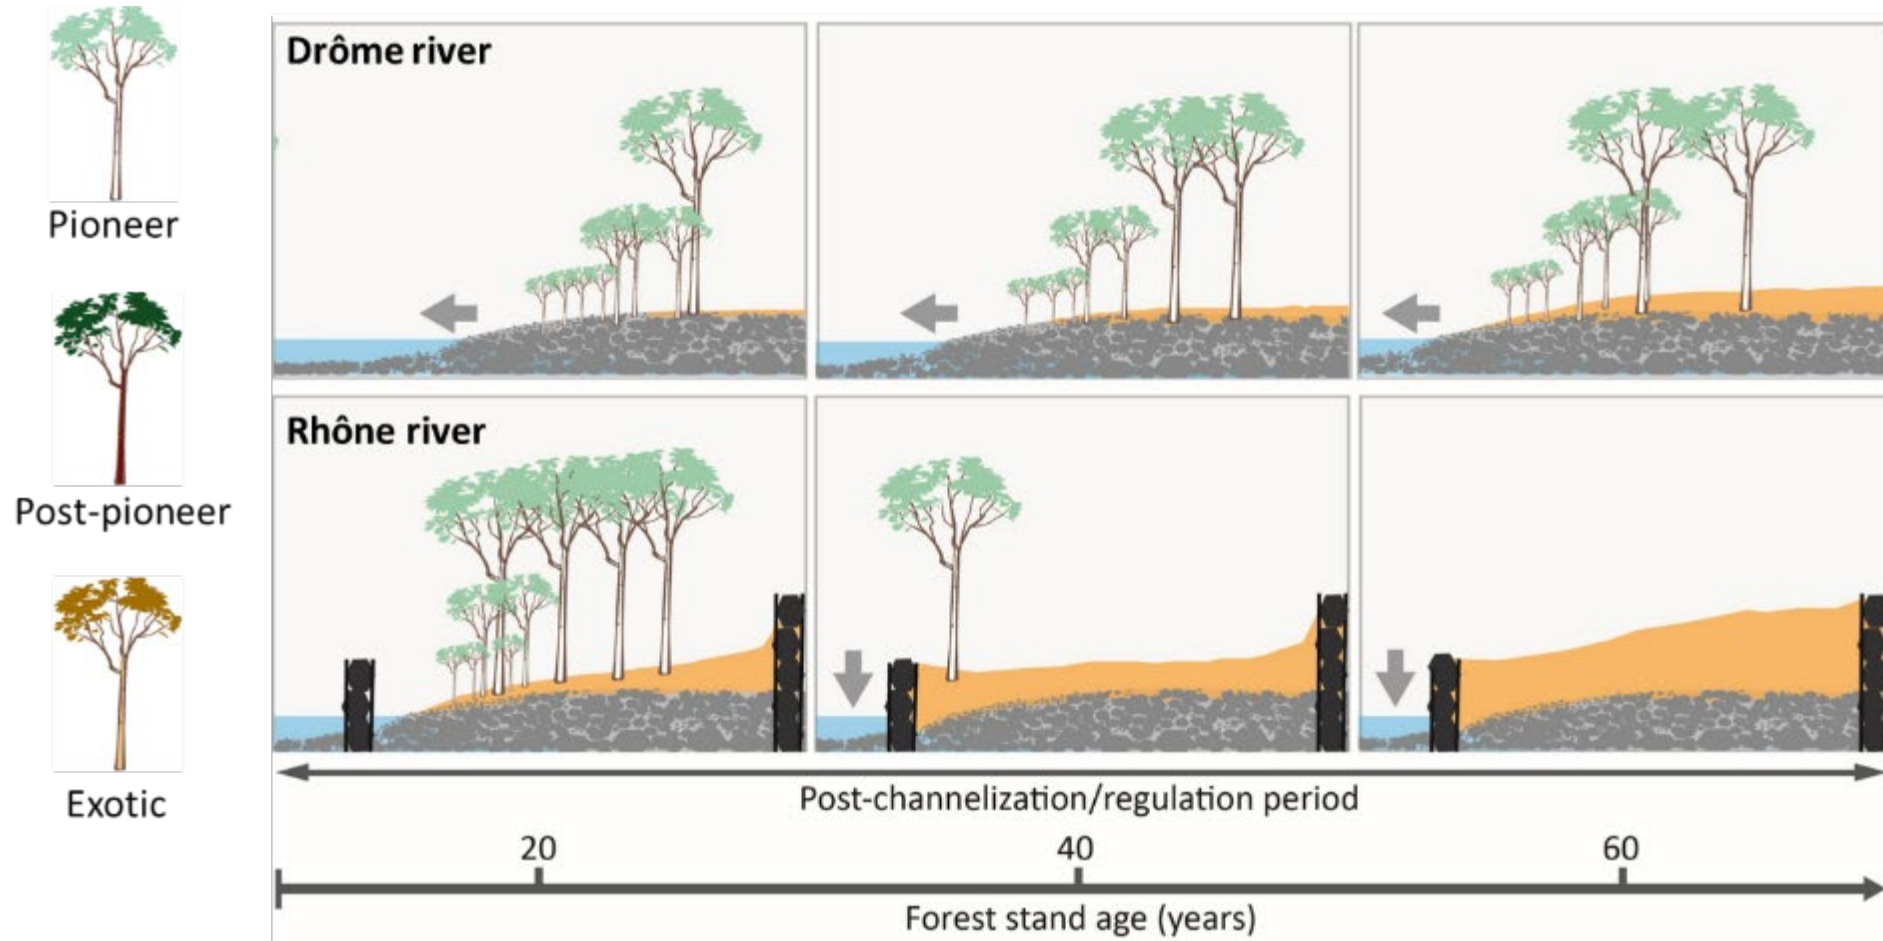 Pioneer
Post-pioneer
Exotic
Drôme river
Rhône river
Post-channelization/regulation period
20 40 60
Forest stand age (years)